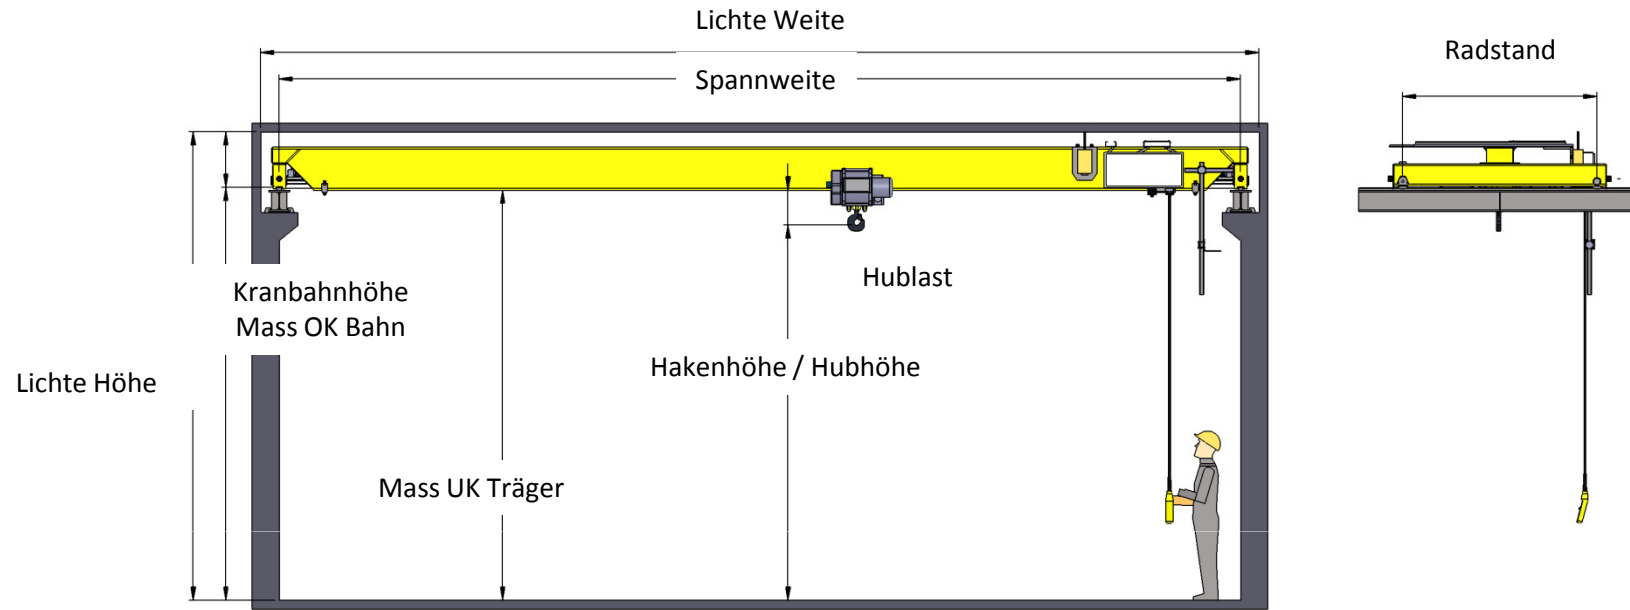 Lichte Weite
Spannweite
Radstand
Hublast
Kranbahnhöhe
Mass OK Bahn
Hakenhöhe / Hubhöhe
Lichte Höhe
Mass UK Träger